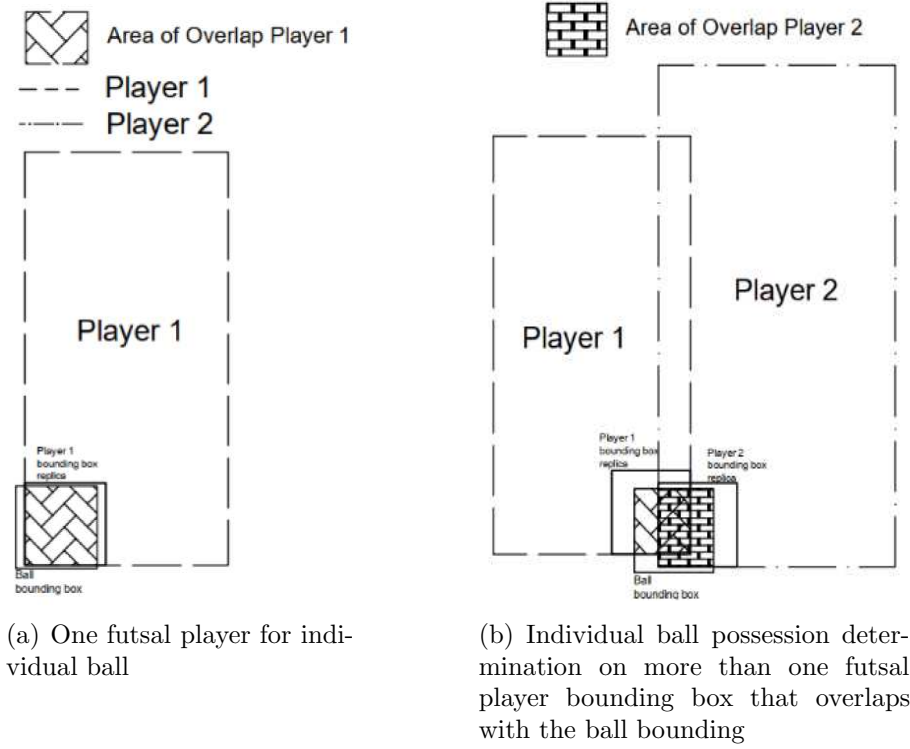 Area of Overlap Player 1
Player 1
Player 2
Player 1
Player 1
bounding box
replica
Ball
bounding box
Area of Overlap Player 2
Player 1
Player 2
Player 1
bounding box
replica
Player 2
bounding box
replica
Ball
bounding box
(a) One futsal player for indi-
vidual ball
(b) Individual ball possession deter-
mination on more than one futsal
player bounding box that overlaps
with the ball bounding